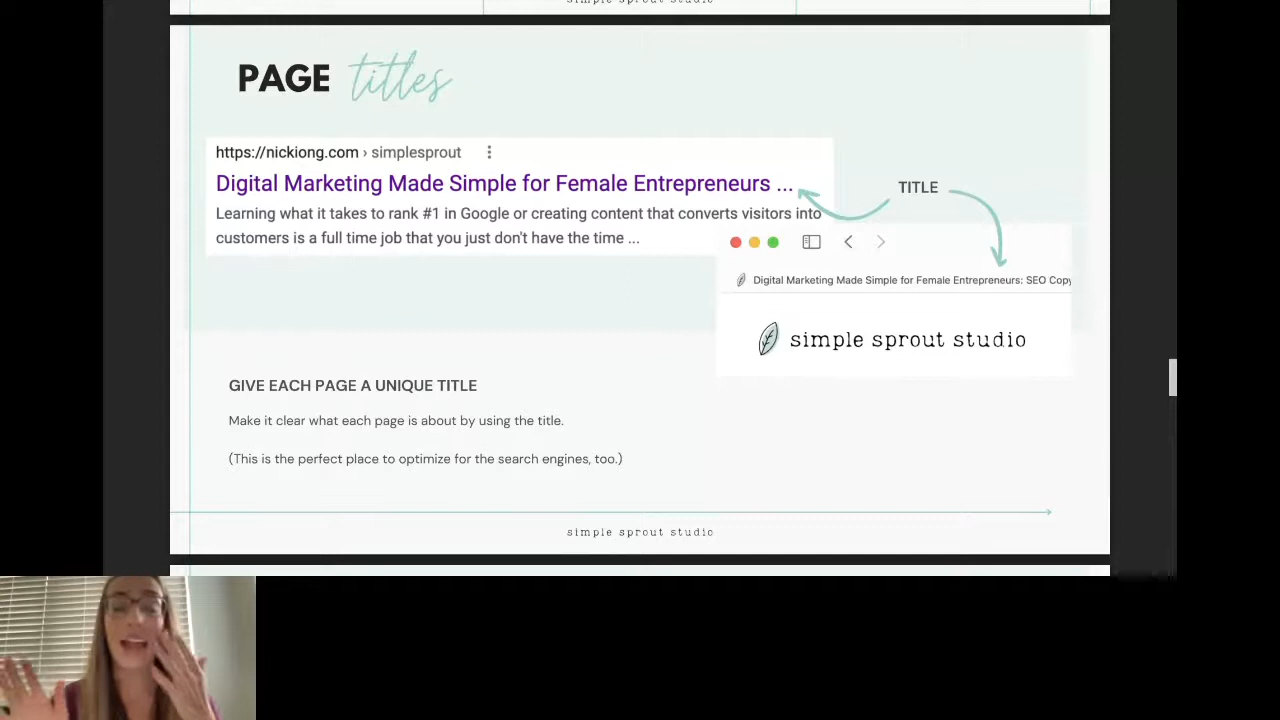 simple sprout studio
PAGE titles
https://nickiong.com › simplesprout
Digital Marketing Made Simple for Female Entrepreneurs ...
Learning what it takes to rank #1 in Google or creating content that converts visitors into
customers is a full time job that you just don't have the time ...
TITLE
Digital Marketing Made Simple for Female Entrepreneurs: SEO Copy
simple sprout studio
GIVE EACH PAGE A UNIQUE TITLE
Make it clear what each page is about by using the title.
(This is the perfect place to optimize for the search engines, too.)
simple sprout studio